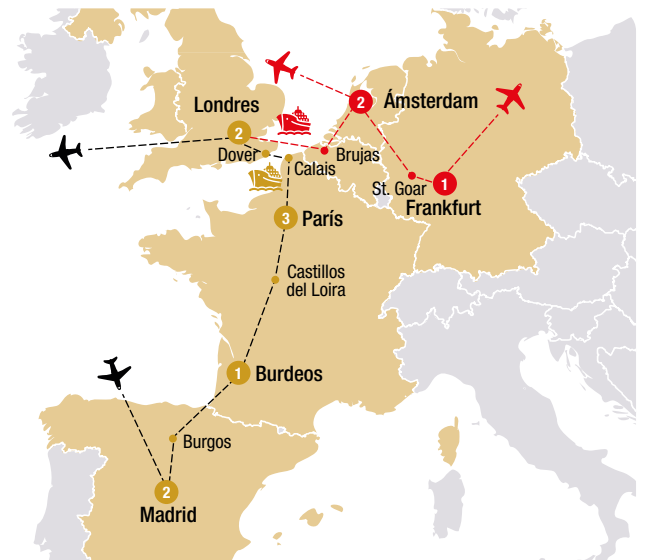 Londres
2
2
Ámsterdam
Dover
Calais
Brujas
St. Goar
1
Frankfurt
3
París
Castillos
del Loira
1
Burdeos
Burgos
2
Madrid